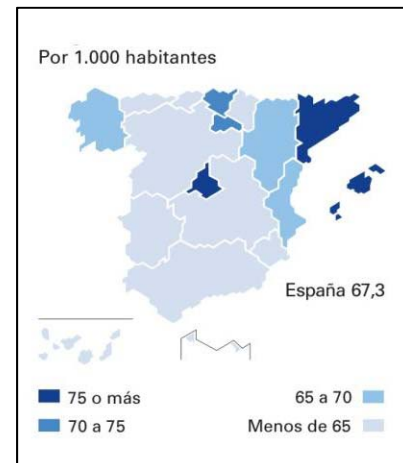 Por 1.000 habitantes
España 67,3
75 o más
65 a 70
70 a 75
Menos de 65